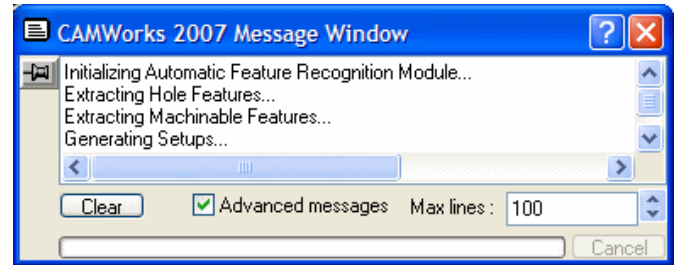 CAMWorks 2007 Message Window
Initializing Automatic Feature Recognition Module...
Extracting Hole Features...
Extracting Machinable Features...
Generating Setups...
Clear Advanced messages Max lines : 100
Cancel